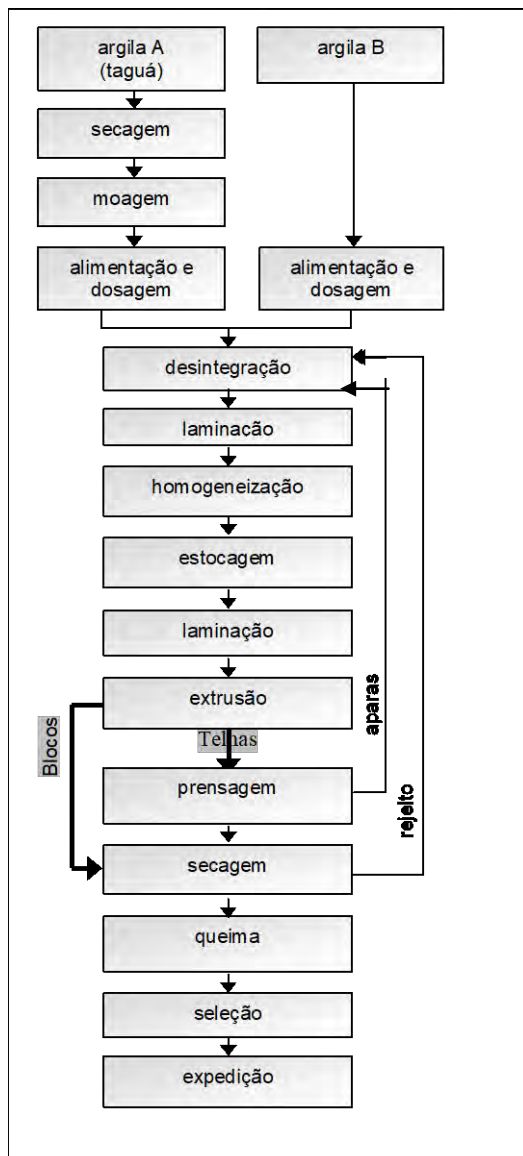 argila A
(taguá)
argila B
secagem
moagem
alimentação e
dosagem
alimentação e
dosagem
desintegração
laminacão
homogeneização
estocagem
laminação
extrusão
Telhas
Blocos
aparas
prensagem
rejeito
secagem
queima
seleção
expedição